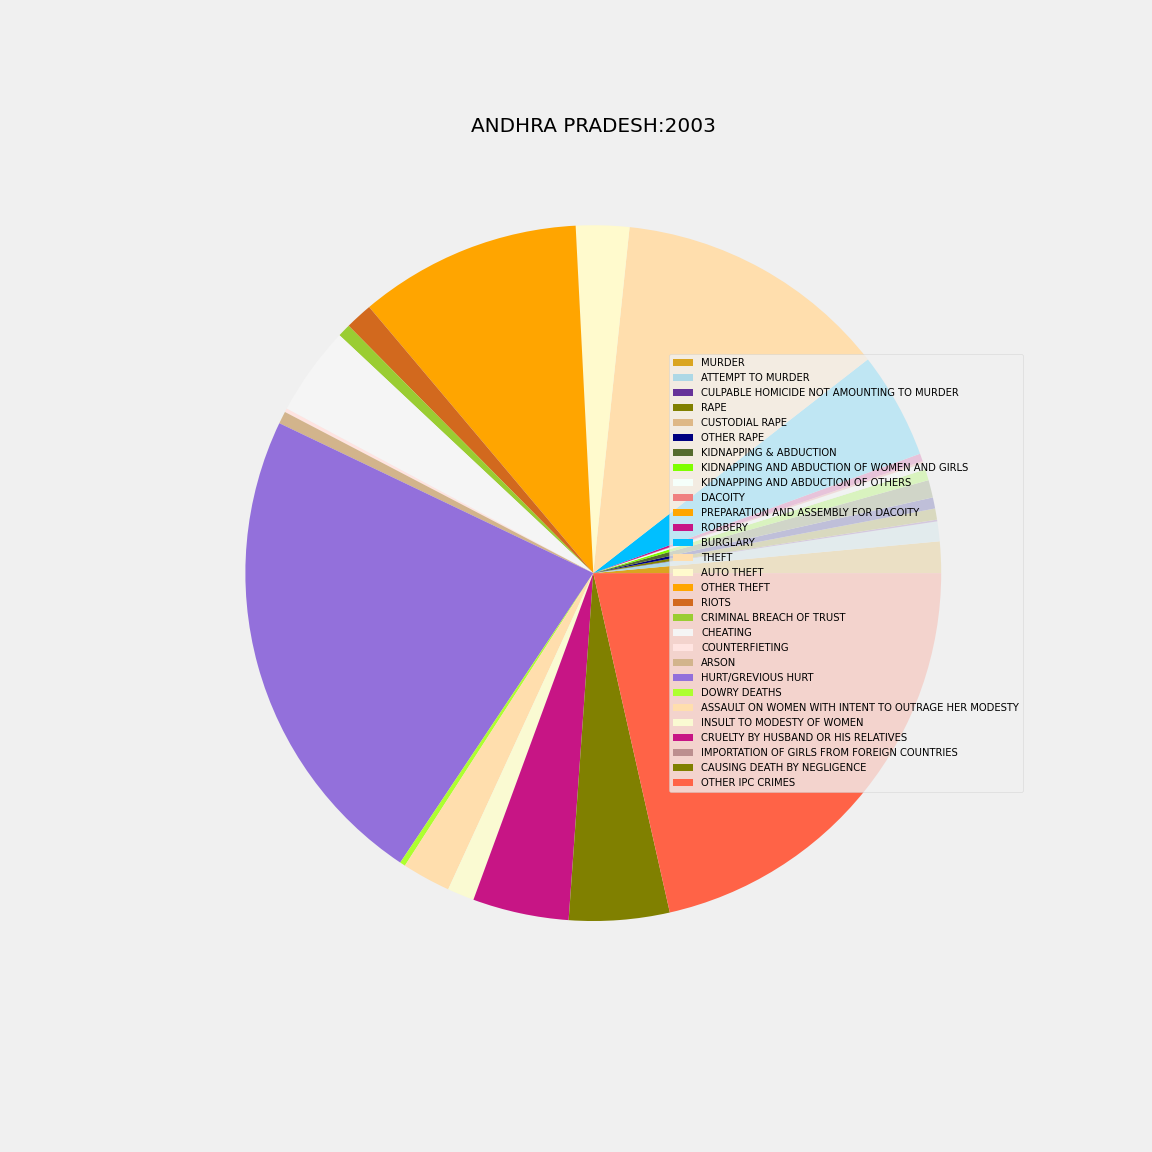 ANDHRA PRADESH:2003
MURDER
ATTEMPT TO MURDER
CULPABLE HOMICIDE NOT AMOUNTING TO MURDER
RAPE
CUSTODIAL RAPE
OTHER RAPE
KIDNAPPING & ABDUCTION
KIDNAPPING AND ABDUCTION OF WOMEN AND GIRLS
KIDNAPPING AND ABDUCTION OF OTHERS
DACOITY
PREPARATION AND ASSEMBLY FOR DACOITY
ROBBERY
BURGLARY
THEFT
AUTO THEFT
OTHER THEFT
RIOTS
CRIMINAL BREACH OF TRUST
CHEATING
COUNTERFIETING
ARSON
HURT/GREVIOUS HURT
DOWRY DEATHS
ASSAULT ON WOMEN WITH INTENT TO OUTRAGE HER MODESTY
INSULT TO MODESTY OF WOMEN
CRUELTY BY HUSBAND OR HIS RELATIVES
IMPORTATION OF GIRLS FROM FOREIGN COUNTRIES
CAUSING DEATH BY NEGLIGENCE
OTHER IPC CRIMES